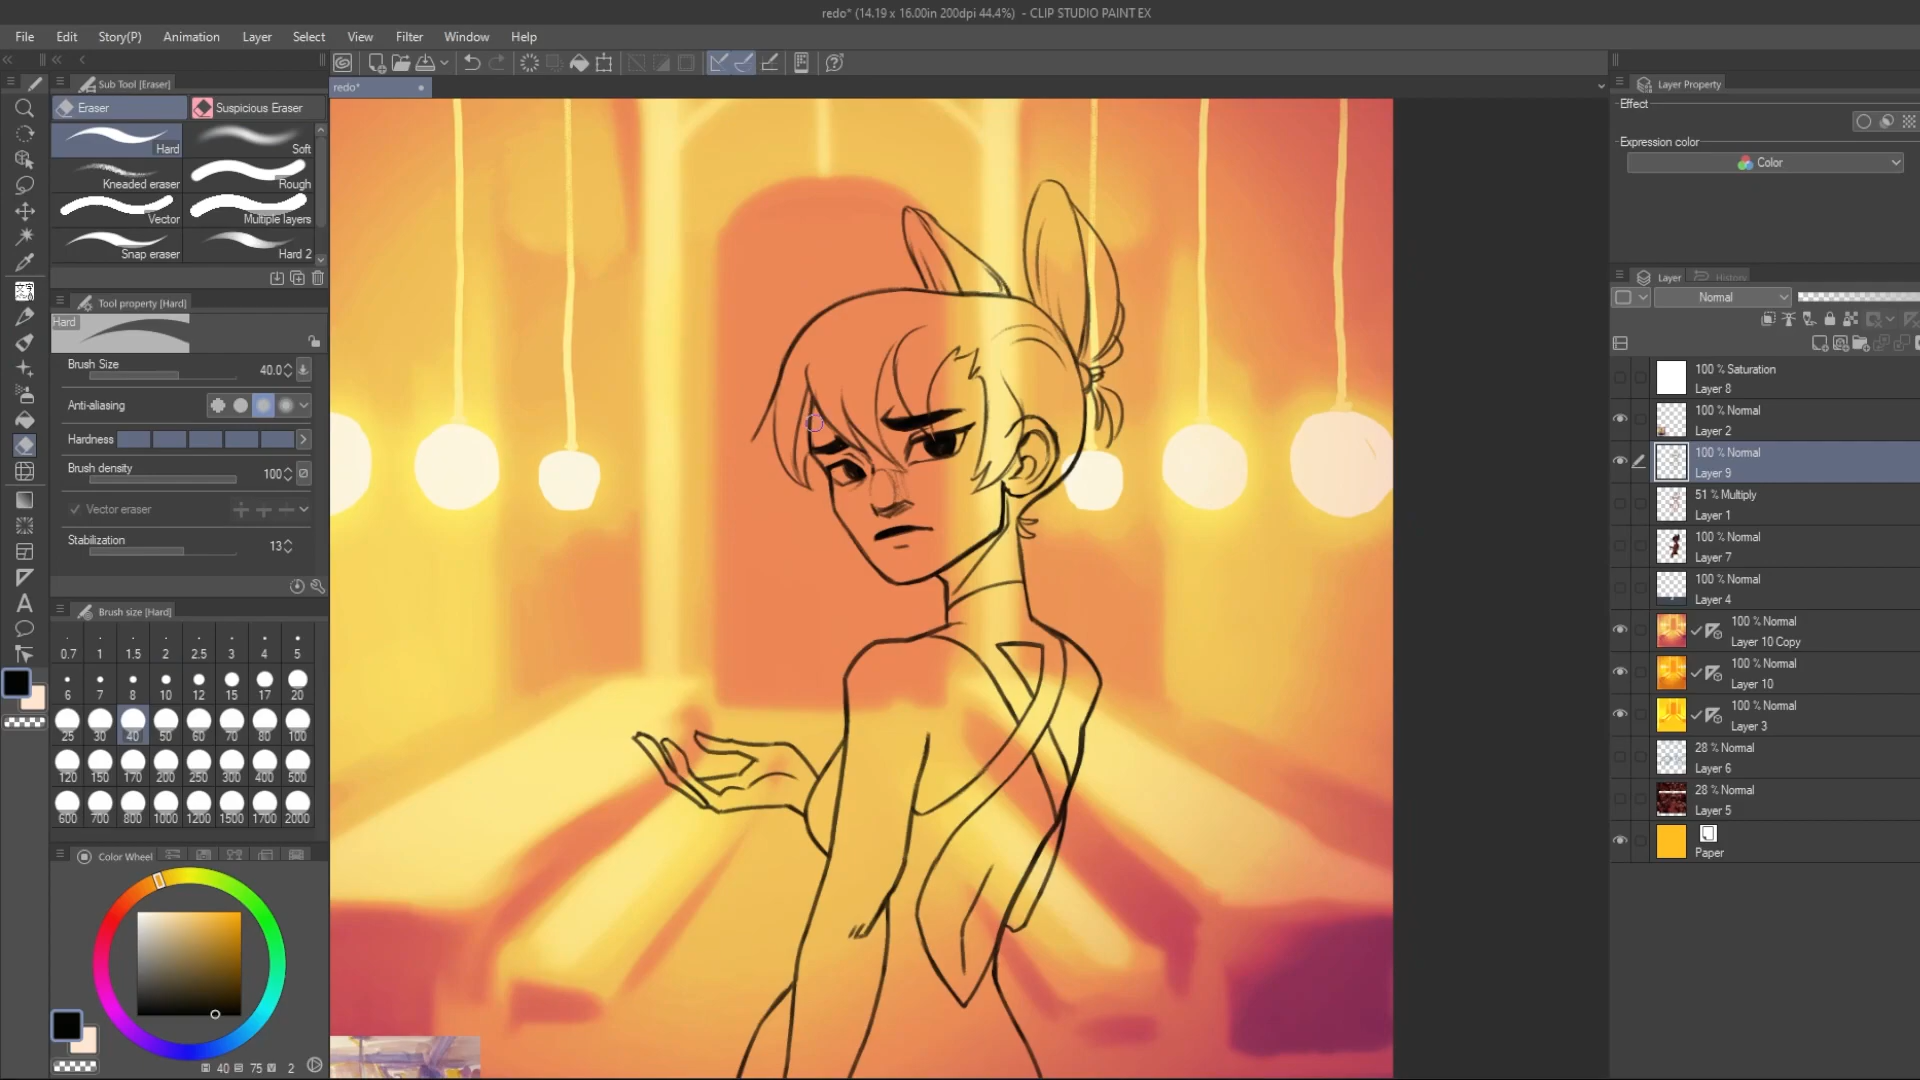 redo* (14.19 x 16.00in 200dpi 44.4%)  - CLIP STUDIO PAINT EX
File Edit Story(P) Animation Layer Select View Filter Window Help
Sub Tool [Eraser]
redo*
Eraser Suspicious Eraser
Hard Soft
Kneaded eraser Rough
Vector Multiple layers
Snap eraser Hard 2
Tool property [Hard]
Hard
Brush Size 40.0
Anti-aliasing
Hardness
Brush density 100
Vector eraser
Stabilization 13
Brush size [Hard]
0.7 1 1.5 2 2.5 3 4 5
6 7 8 10 12 15 17 20
25 30 40 50 60 70 80 100
120 150 170 200 250 300 400 500
600 700 800 1000 1200 1500 1700 2000
Color Wheel
H 40 S 75 V 2
A
Layer Property
Effect
Expression color
Color
Layer History
Normal
100 % Saturation
Layer 8
100 % Normal
Layer 2
100 % Normal
Layer 9
51 % Multiply
Layer 1
100 % Normal
Layer 7
100 % Normal
Layer 4
100 % Normal
Layer 10 Copy
100 % Normal
Layer 10
100 % Normal
Layer 3
28 % Normal
Layer 6
28 % Normal
Layer 5
Paper